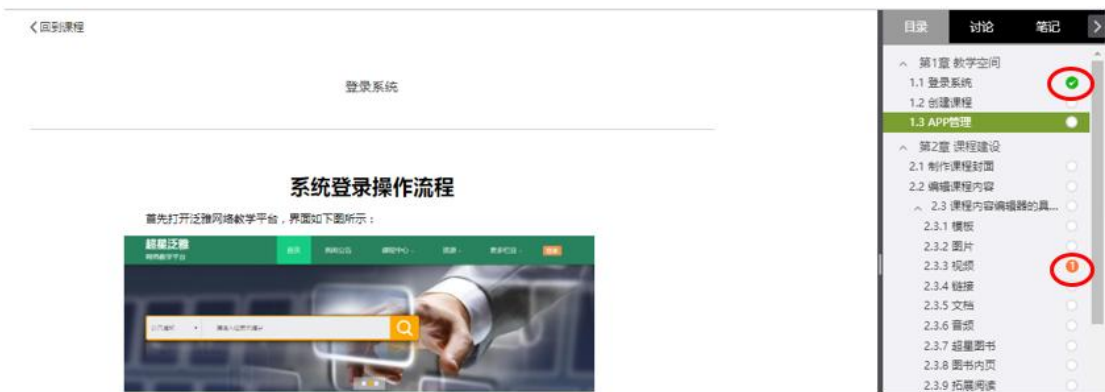 回到课程
登录系统
系统登录操作流程
首先打开泛雅网络教学平台，界面如下图所示：
超星泛雅
网络教学平台
首页
目录 讨论 笔记
第1章 教学空间
1.1 登录系统
1.2 创建课程
1.3 APP管理
第2章 课程建设
2.1 制作课程封面
2.2 编辑课程内容
2.3 课程内容编辑器的具...
2.3.1 模板
2.3.2 图片
2.3.3 视频
1
2.3.4 链接
2.3.5 文档
2.3.6 音频
2.3.7 超星图书
2.3.8 图书内页
2.3.9 拓展阅读